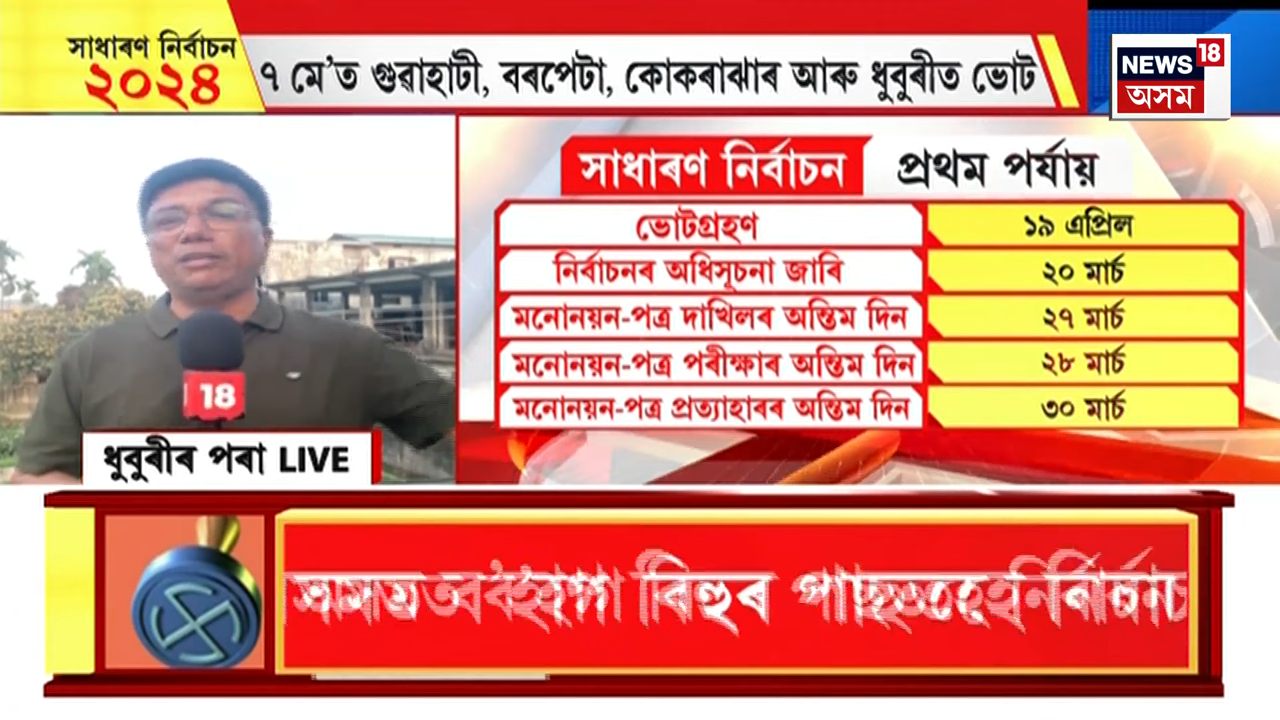 সাধাৰণ নিৰ্বাচন
২০২৪
৭ মে'ত গুৱাহাটী, বৰপেটা, কোকৰাঝাৰ আৰু ধুবুৰীত ভোট
NEWS 18
অসম
সাধাৰণ নিৰ্বাচন প্ৰথম পৰ্যায়
ভোটগ্ৰহণ ১৯ এপ্ৰিল
নিৰ্বাচনৰ অধিসূচনা জাৰি ২০ মাৰ্চ
মনোনয়ন-পত্ৰ দাখিলৰ অন্তিম দিন ২৭ মাৰ্চ
মনোনয়ন-পত্ৰ পৰীক্ষাৰ অন্তিম দিন ২৮ মাৰ্চ
মনোনয়ন-পত্ৰ প্ৰত্যাহাৰৰ অন্তিম দিন ৩০ মাৰ্চ
18
ধুবুৰীৰ পৰা LIVE
বিহুৰ